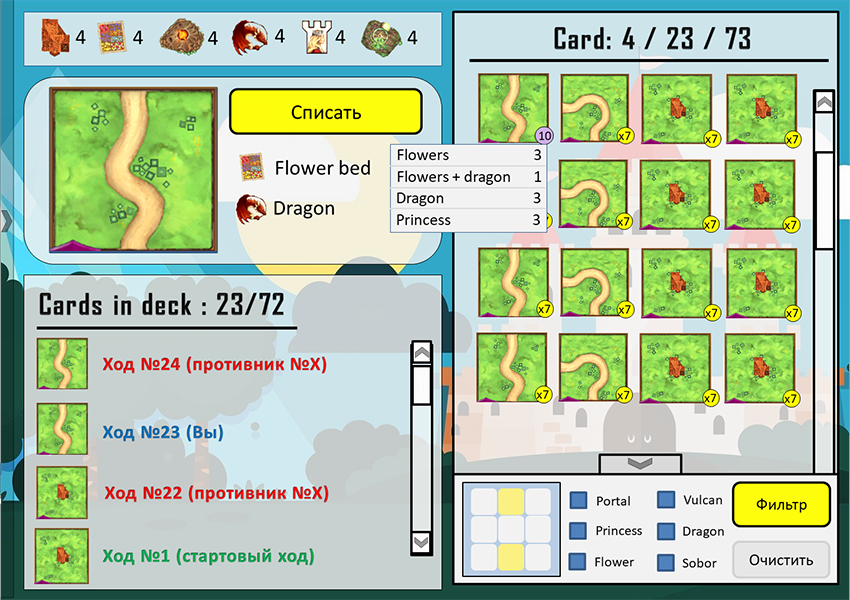 4 4 4 4 4 4
Списать
Flower bed
Dragon
Cards in deck : 23/72
Ход №24 (противник №X)
Ход №23 (Вы)
Ход №22 (противник №X)
Ход №1 (стартовый ход)
Card: 4 / 23 / 73
10 x7 x7 x7
Flowers 3
Flowers + dragon 1
Dragon 3
Princess 3
x7 x7 x7
x7 x7 x7 x7
x7 x7 x7 x7
Portal Vulcan
Princess Dragon
Flower Sobor
Фильтр
Очистить